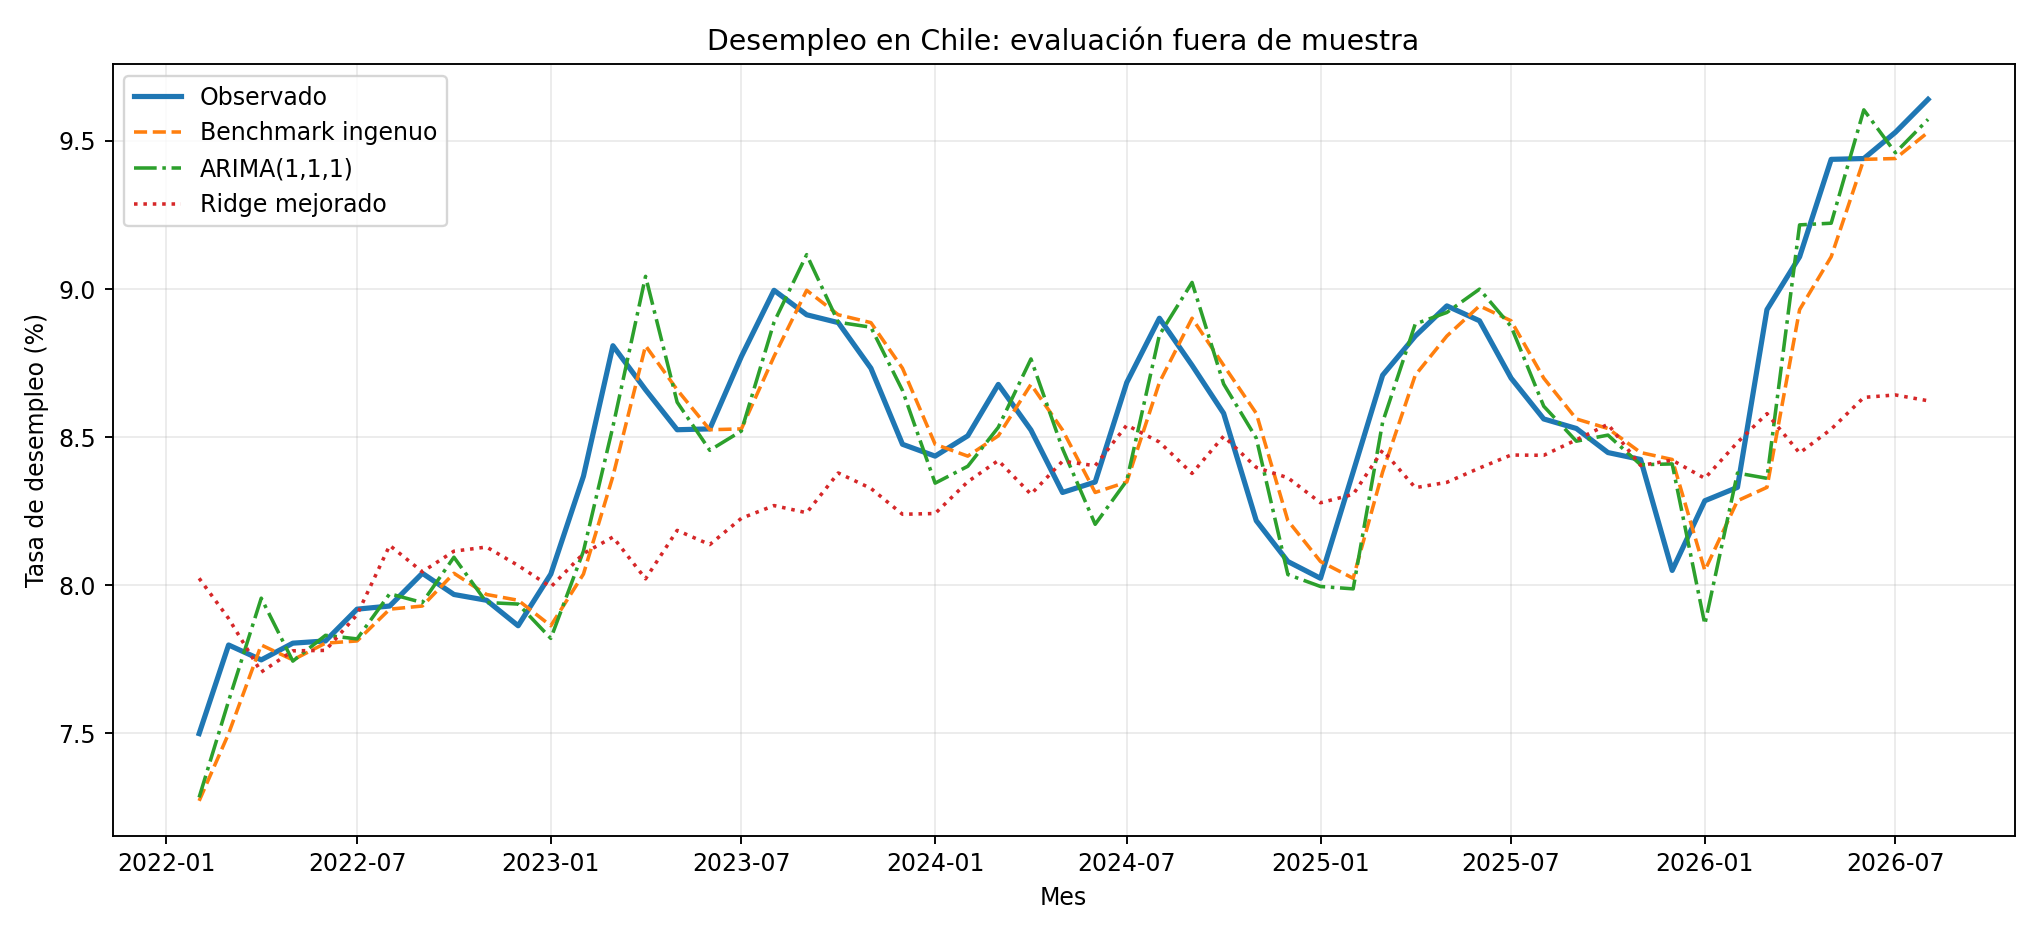 Desempleo en Chile: evaluación fuera de muestra
Observado
Benchmark ingenuo
ARIMA(1,1,1)
Ridge mejorado
Tasa de desempleo (%)
9.5
9.0
8.5
8.0
7.5
2022-01 2022-07 2023-01 2023-07 2024-01 2024-07 2025-01 2025-07 2026-01 2026-07
Mes